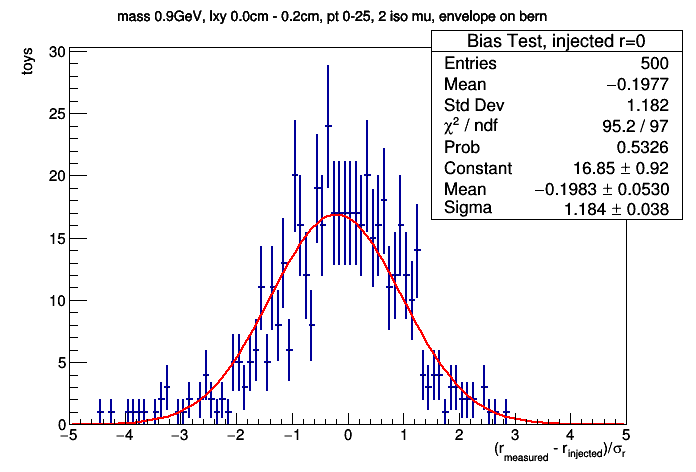 mass 0.9GeV, lxy 0.0cm - 0.2cm, pt 0-25, 2 iso mu, envelope on bern
Bias Test, injected r=0
Entries 500
Mean −0.1977
Std Dev 1.182
χ² / ndf 95.2 / 97
Prob 0.5326
Constant 16.85 ± 0.92
Mean −0.1983 ± 0.0530
Sigma 1.184 ± 0.038
toys
30
25
20
15
10
5
0
−5 −4 −3 −2 −1 0 1 2 3 4 5
(r_measured - r_injected)/σ_r